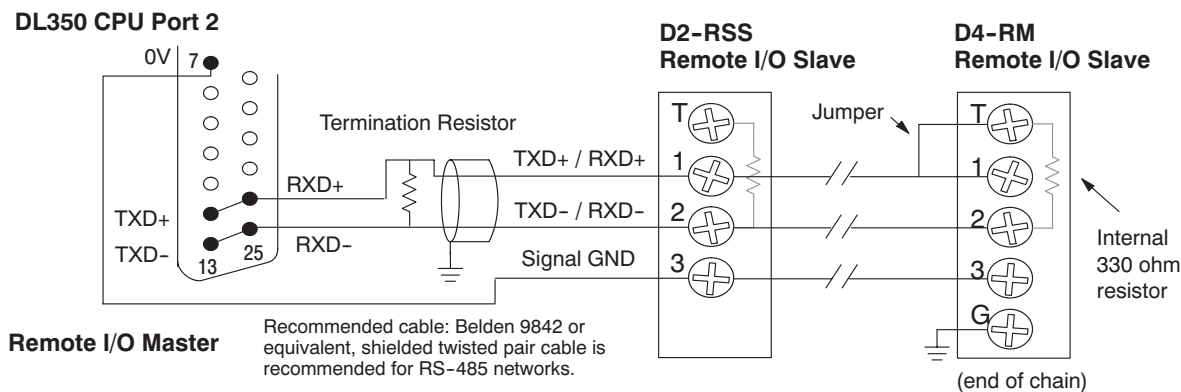 DL350 CPU Port 2
0V
7
TXD+
TXD-
13
25
RXD+
RXD-
Termination Resistor
TXD+ / RXD+
TXD- / RXD-
Signal GND
D2-RSS
Remote I/O Slave
T
1
2
3
Jumper
D4-RM
Remote I/O Slave
T
1
2
3
G
Internal
330 ohm
resistor
(end of chain)
Remote I/O Master
Recommended cable: Belden 9842 or
equivalent, shielded twisted pair cable is
recommended for RS-485 networks.